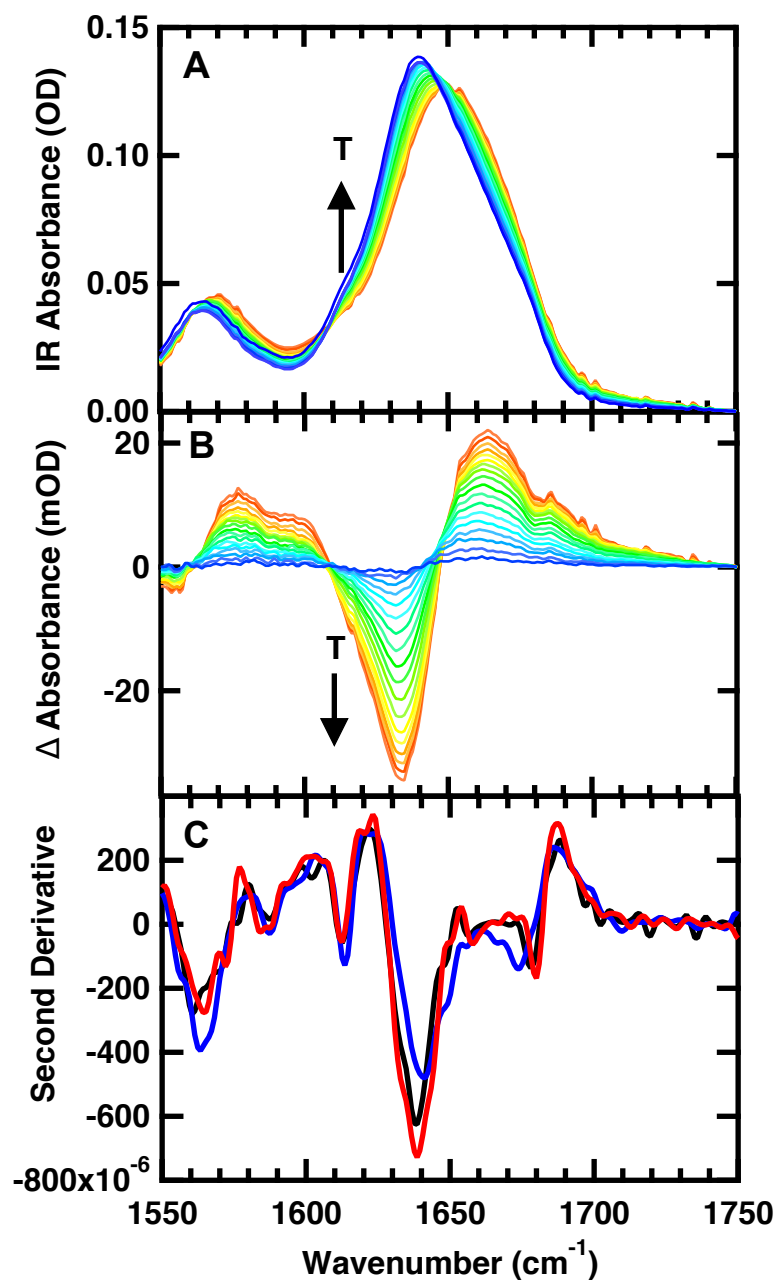 0.15
A
T
0.10
0.05
0.00
IR Absorbance (OD)
B
20
0
-20
T
Δ Absorbance (mOD)
C
200
0
-200
-400
-600
-800x10⁻⁶
Second Derivative
1550 1600 1650 1700 1750
Wavenumber (cm⁻¹)